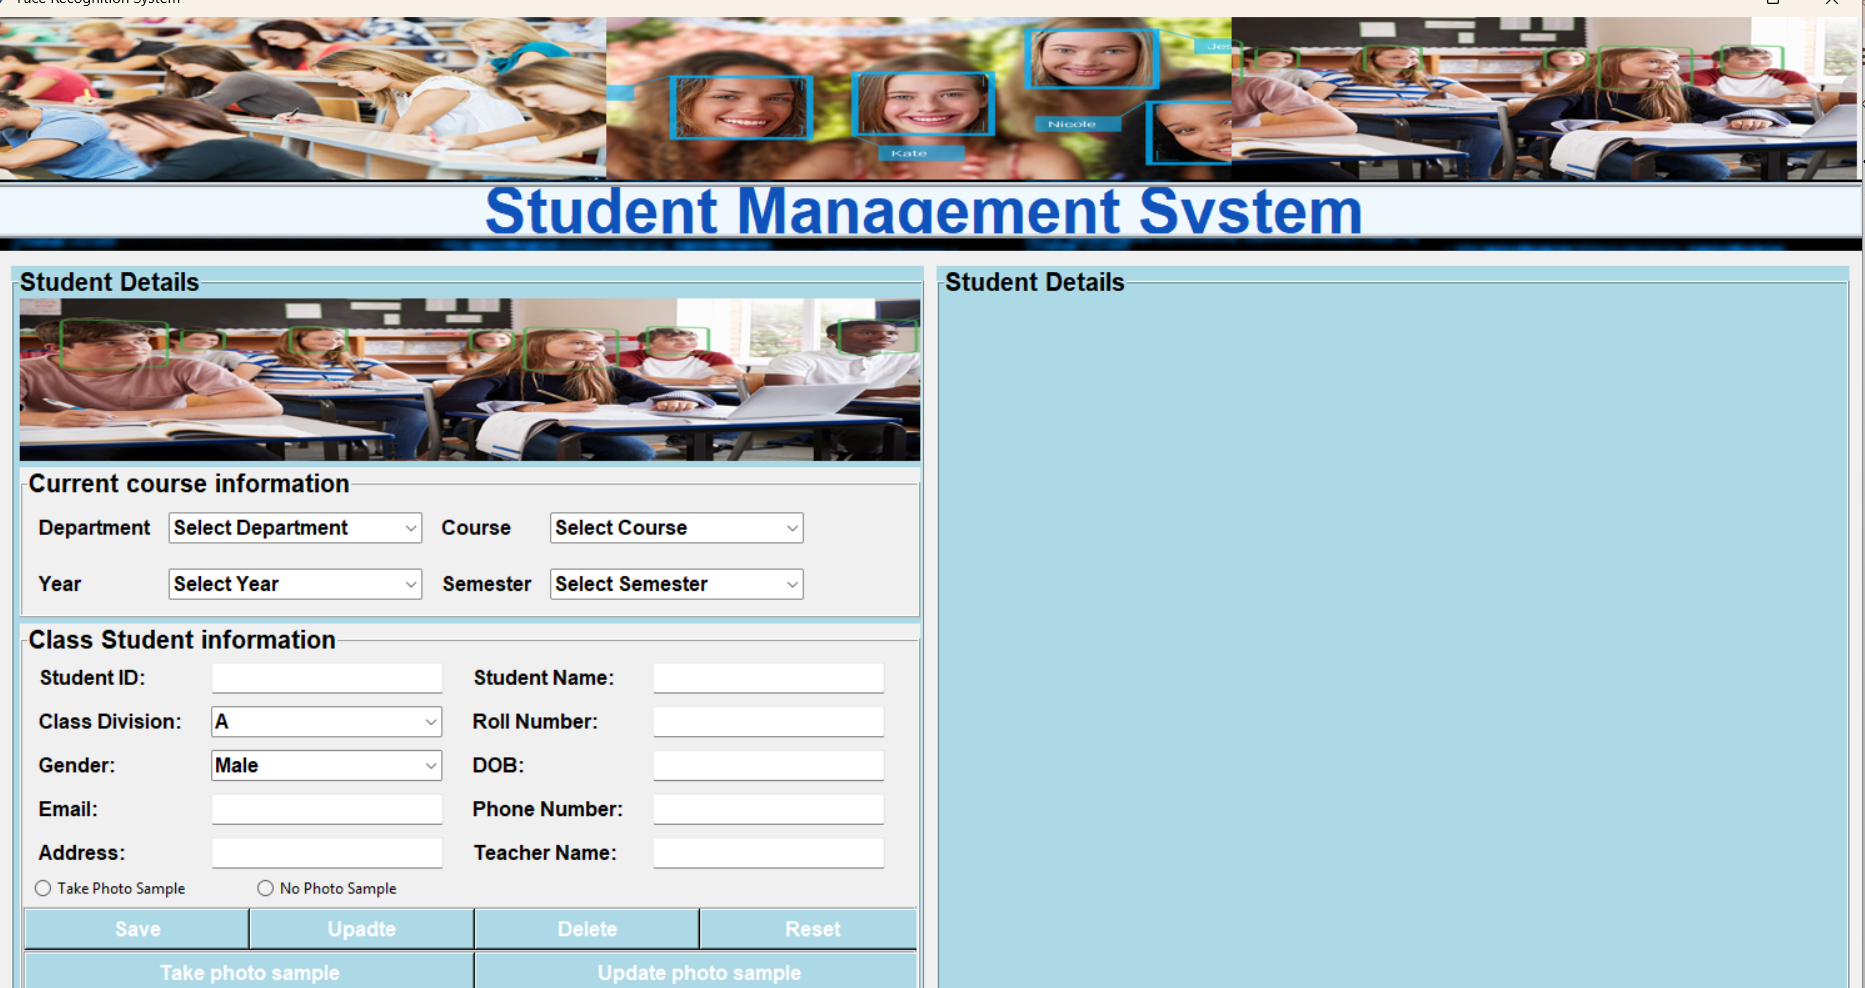 Face Recognition System
Jes
Nicole
Kate
Student Management System
Student Details
Student Details
Current course information
Department Select Department Course Select Course
Year Select Year Semester Select Semester
Class Student information
Student ID: Student Name:
Class Division: A Roll Number:
Gender: Male DOB:
Email: Phone Number:
Address: Teacher Name:
Take Photo Sample No Photo Sample
Save Upadte Delete Reset
Take photo sample Update photo sample